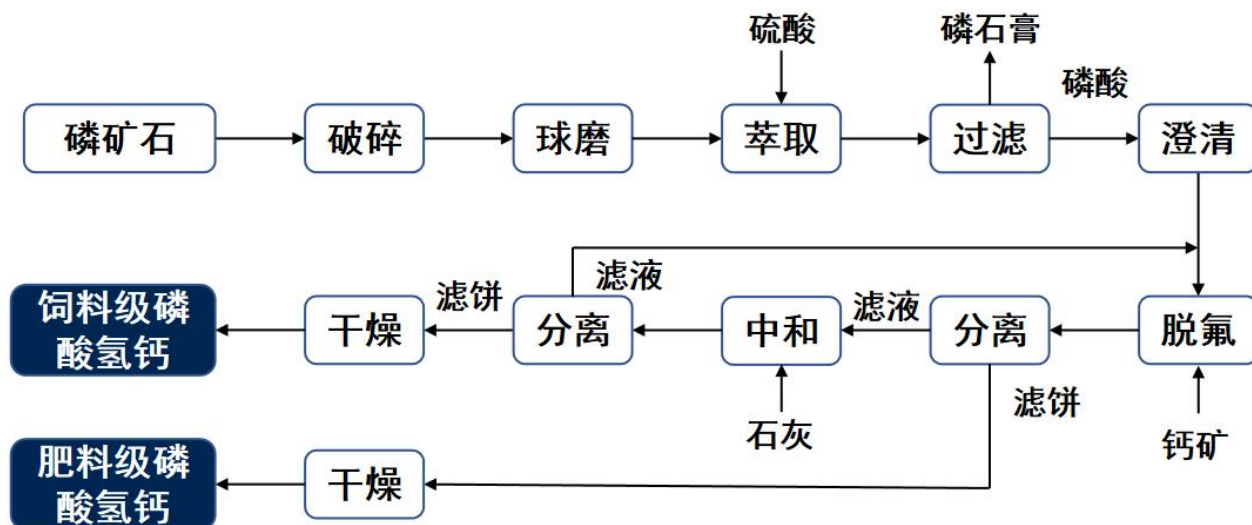 硫酸
磷石膏
磷酸
磷矿石
破碎
球磨
萃取
过滤
澄清
滤液
饲料级磷
酸氢钙
滤饼
干燥
分离
中和
滤液
分离
脱氟
滤饼
石灰
钙矿
肥料级磷
酸氢钙
干燥